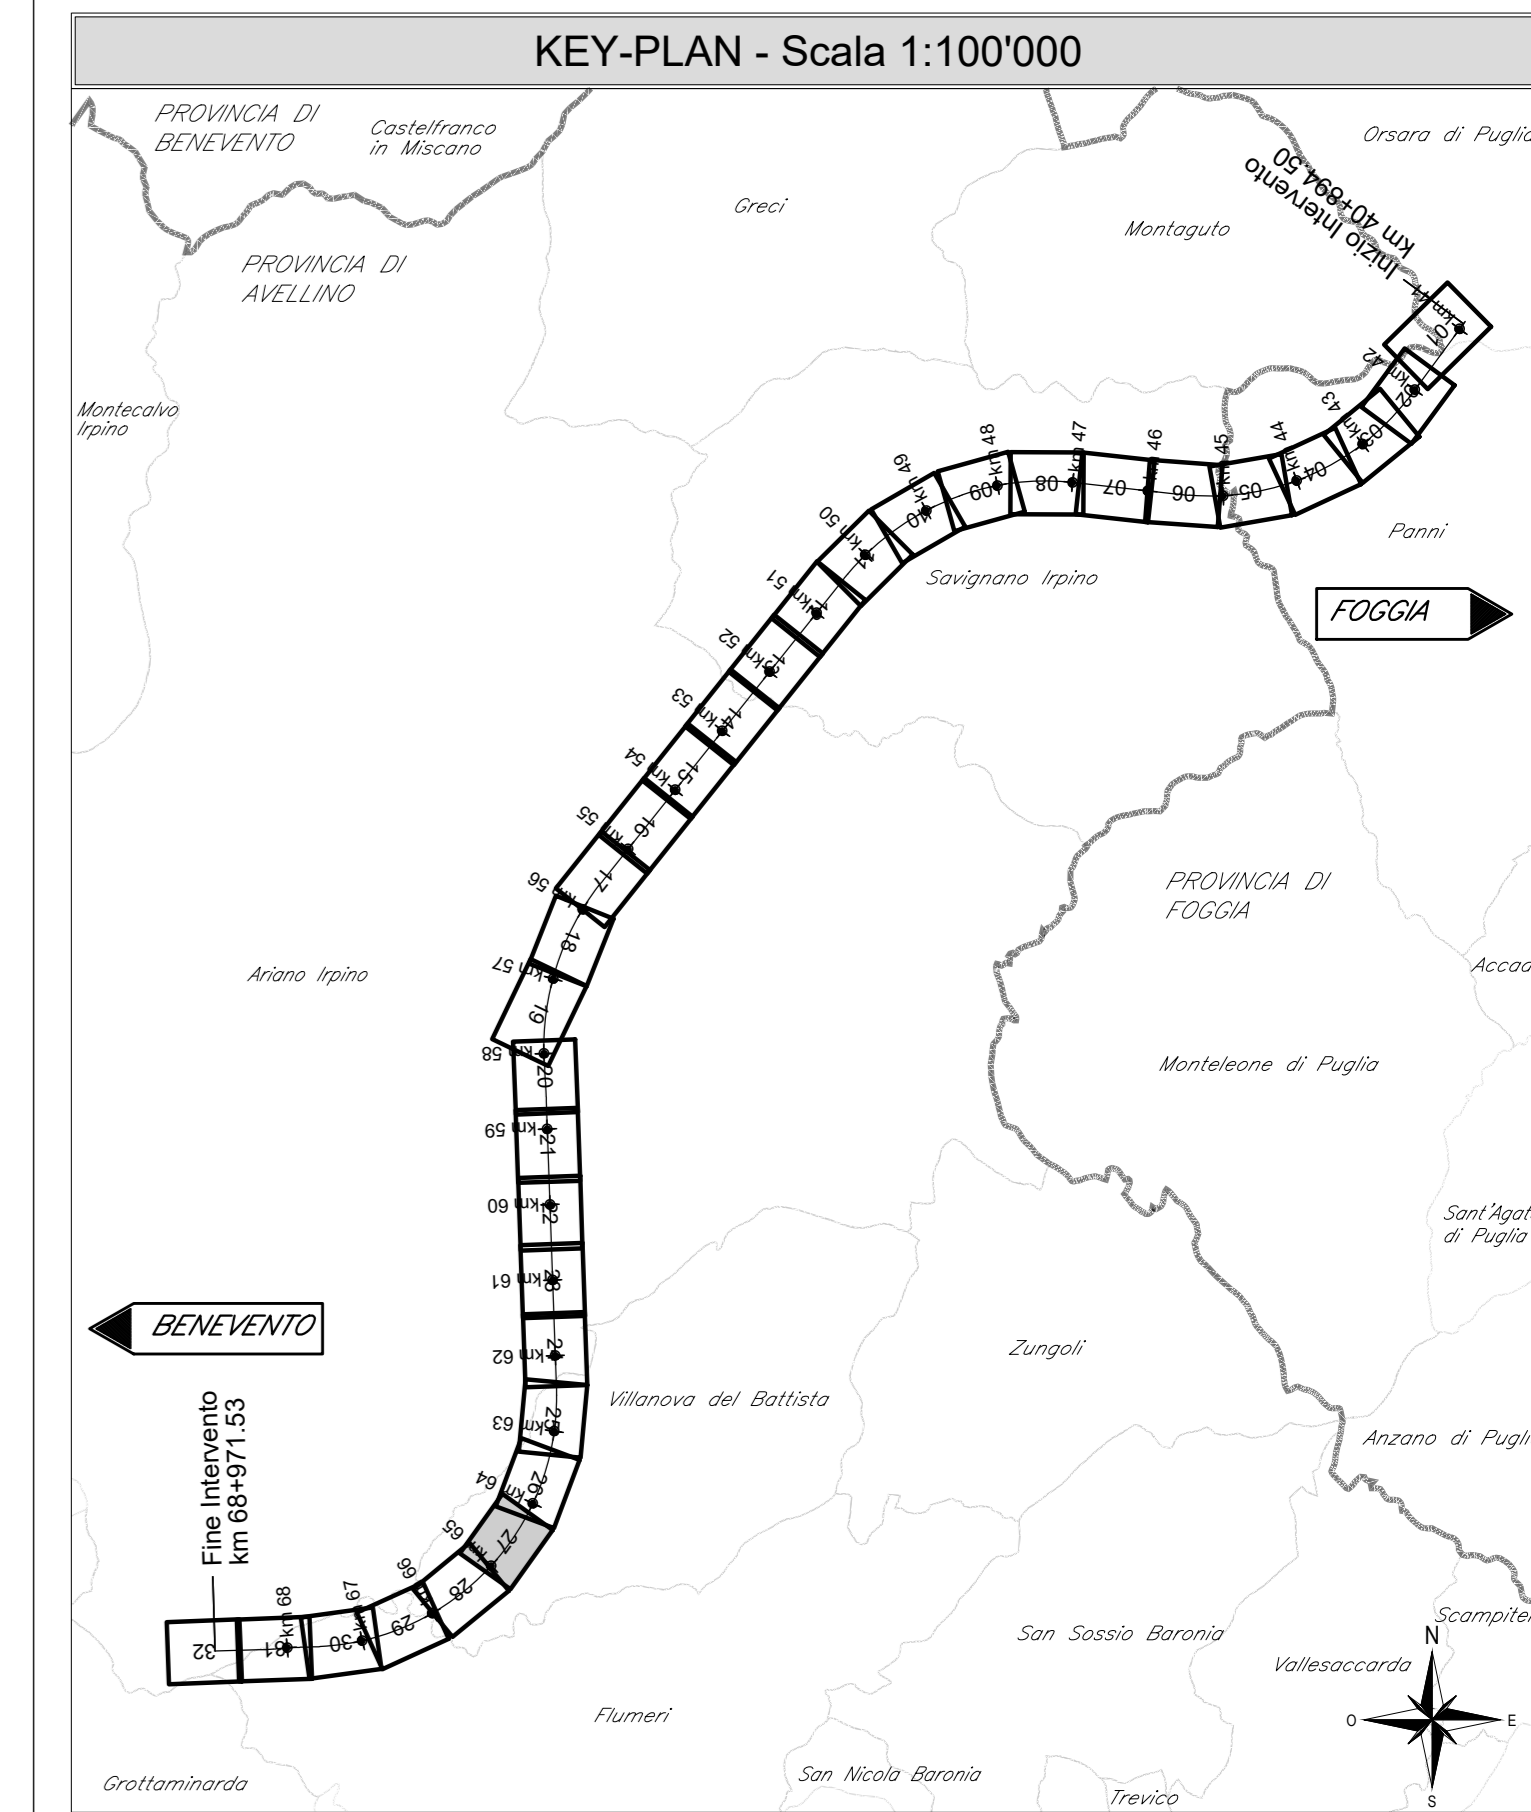 KEY-PLAN - Scala 1:100'000
PROVINCIA DI
BENEVENTO
Castelfranco
in Miscano
Orsara di Puglia
Greci
Montaguto
Inizio Intervento
km 40+894.50
PROVINCIA DI
AVELLINO
Montecalvo
Irpino
km 41
01
km 42
02
km 43
03
km 44
04
km 45
05
km 46
06
km 47
07
km 48
08
km 49
09
km 50
10
km 51
11
km 52
12
km 53
13
km 54
14
km 55
15
km 56
16
km 57
17
km 58
18
19
Panni
Savignano Irpino
FOGGIA
PROVINCIA DI
FOGGIA
Ariano Irpino
Monteleone di Puglia
Accad
Sant'Agat
di Puglia
20
km 59
21
km 60
22
km 61
23
km 62
24
km 63
25
km 64
26
km 65
27
km 66
28
km 67
29
km 68
30
31
32
BENEVENTO
Zungoli
Villanova del Battista
Anzano di Pugli
Fine Intervento
km 68+971.53
San Sossio Baronia
Scampite
Vallesaccarda
Flumeri
San Nicola Baronia
Trevico
Grottaminarda
N
O
E
S